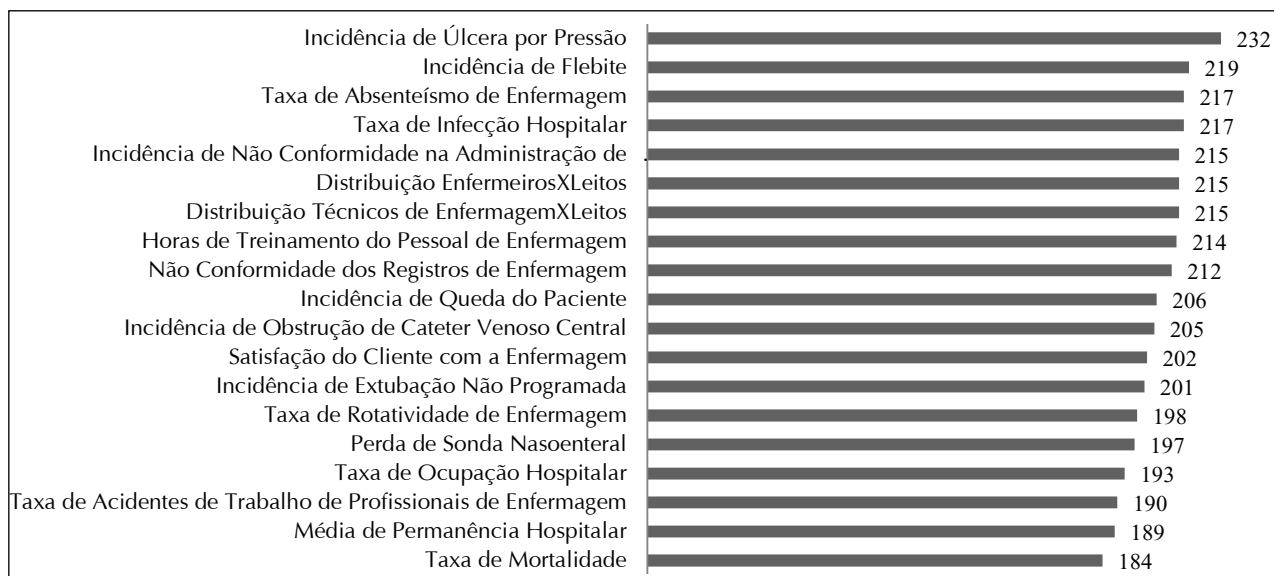 Incidência de Úlcera por Pressão 232
Incidência de Flebite 219
Taxa de Absenteísmo de Enfermagem 217
Taxa de Infecção Hospitalar 217
Incidência de Não Conformidade na Administração de . 215
Distribuição EnfermeirosXLeitos 215
Distribuição Técnicos de EnfermagemXLeitos 215
Horas de Treinamento do Pessoal de Enfermagem 214
Não Conformidade dos Registros de Enfermagem 212
Incidência de Queda do Paciente 206
Incidência de Obstrução de Cateter Venoso Central 205
Satisfação do Cliente com a Enfermagem 202
Incidência de Extubação Não Programada 201
Taxa de Rotatividade de Enfermagem 198
Perda de Sonda Nasoenteral 197
Taxa de Ocupação Hospitalar 193
Taxa de Acidentes de Trabalho de Profissionais de Enfermagem 190
Média de Permanência Hospitalar 189
Taxa de Mortalidade 184